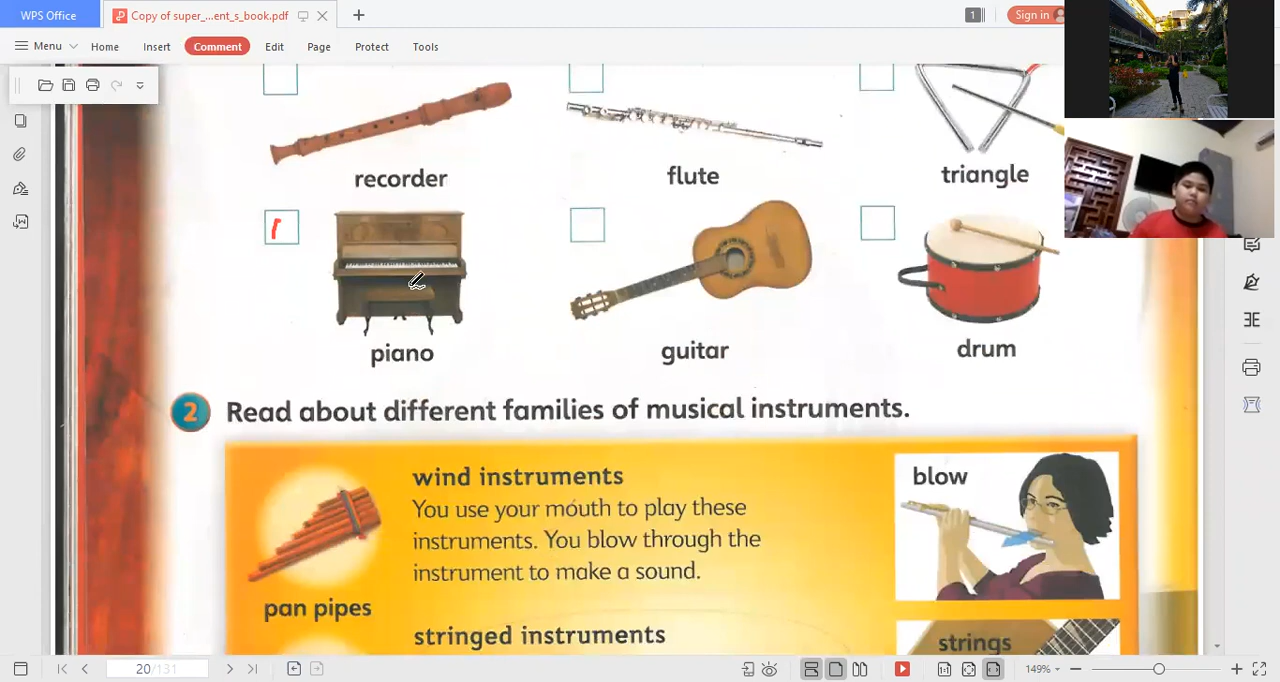 WPS Office
Copy of super_...ent_s_book.pdf
1
Sign in
Menu
Home
Insert
Comment
Edit
Page
Protect
Tools
recorder
flute
triangle
piano
guitar
drum
2 Read about different families of musical instruments.
wind instruments
You use your mouth to play these
instruments. You blow through the
instrument to make a sound.
blow
pan pipes
stringed instruments
strings
20/131
149%